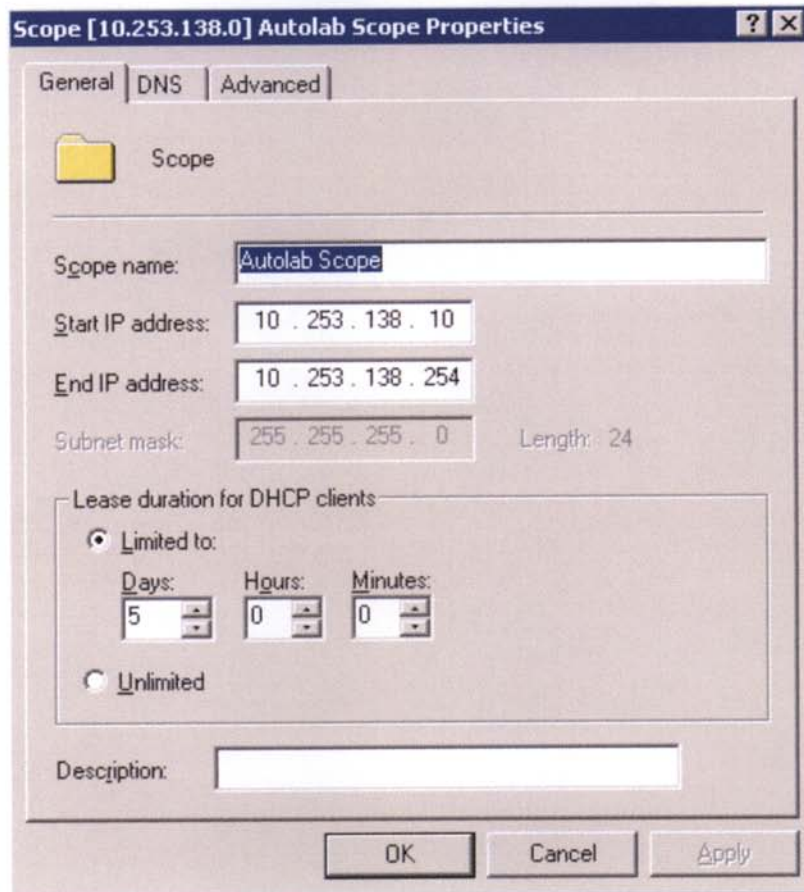 Scope [10.253.138.0] Autolab Scope Properties ? ×
General DNS Advanced
Scope
Scope name: Autolab Scope
Start IP address: 10 . 253 . 138 . 10
End IP address: 10 . 253 . 138 . 254
Subnet mask: 255 . 255 . 255 . 0 Length: 24
Lease duration for DHCP clients
Limited to:
Days: Hours: Minutes:
5 0 0
Unlimited
Description:
OK Cancel Apply